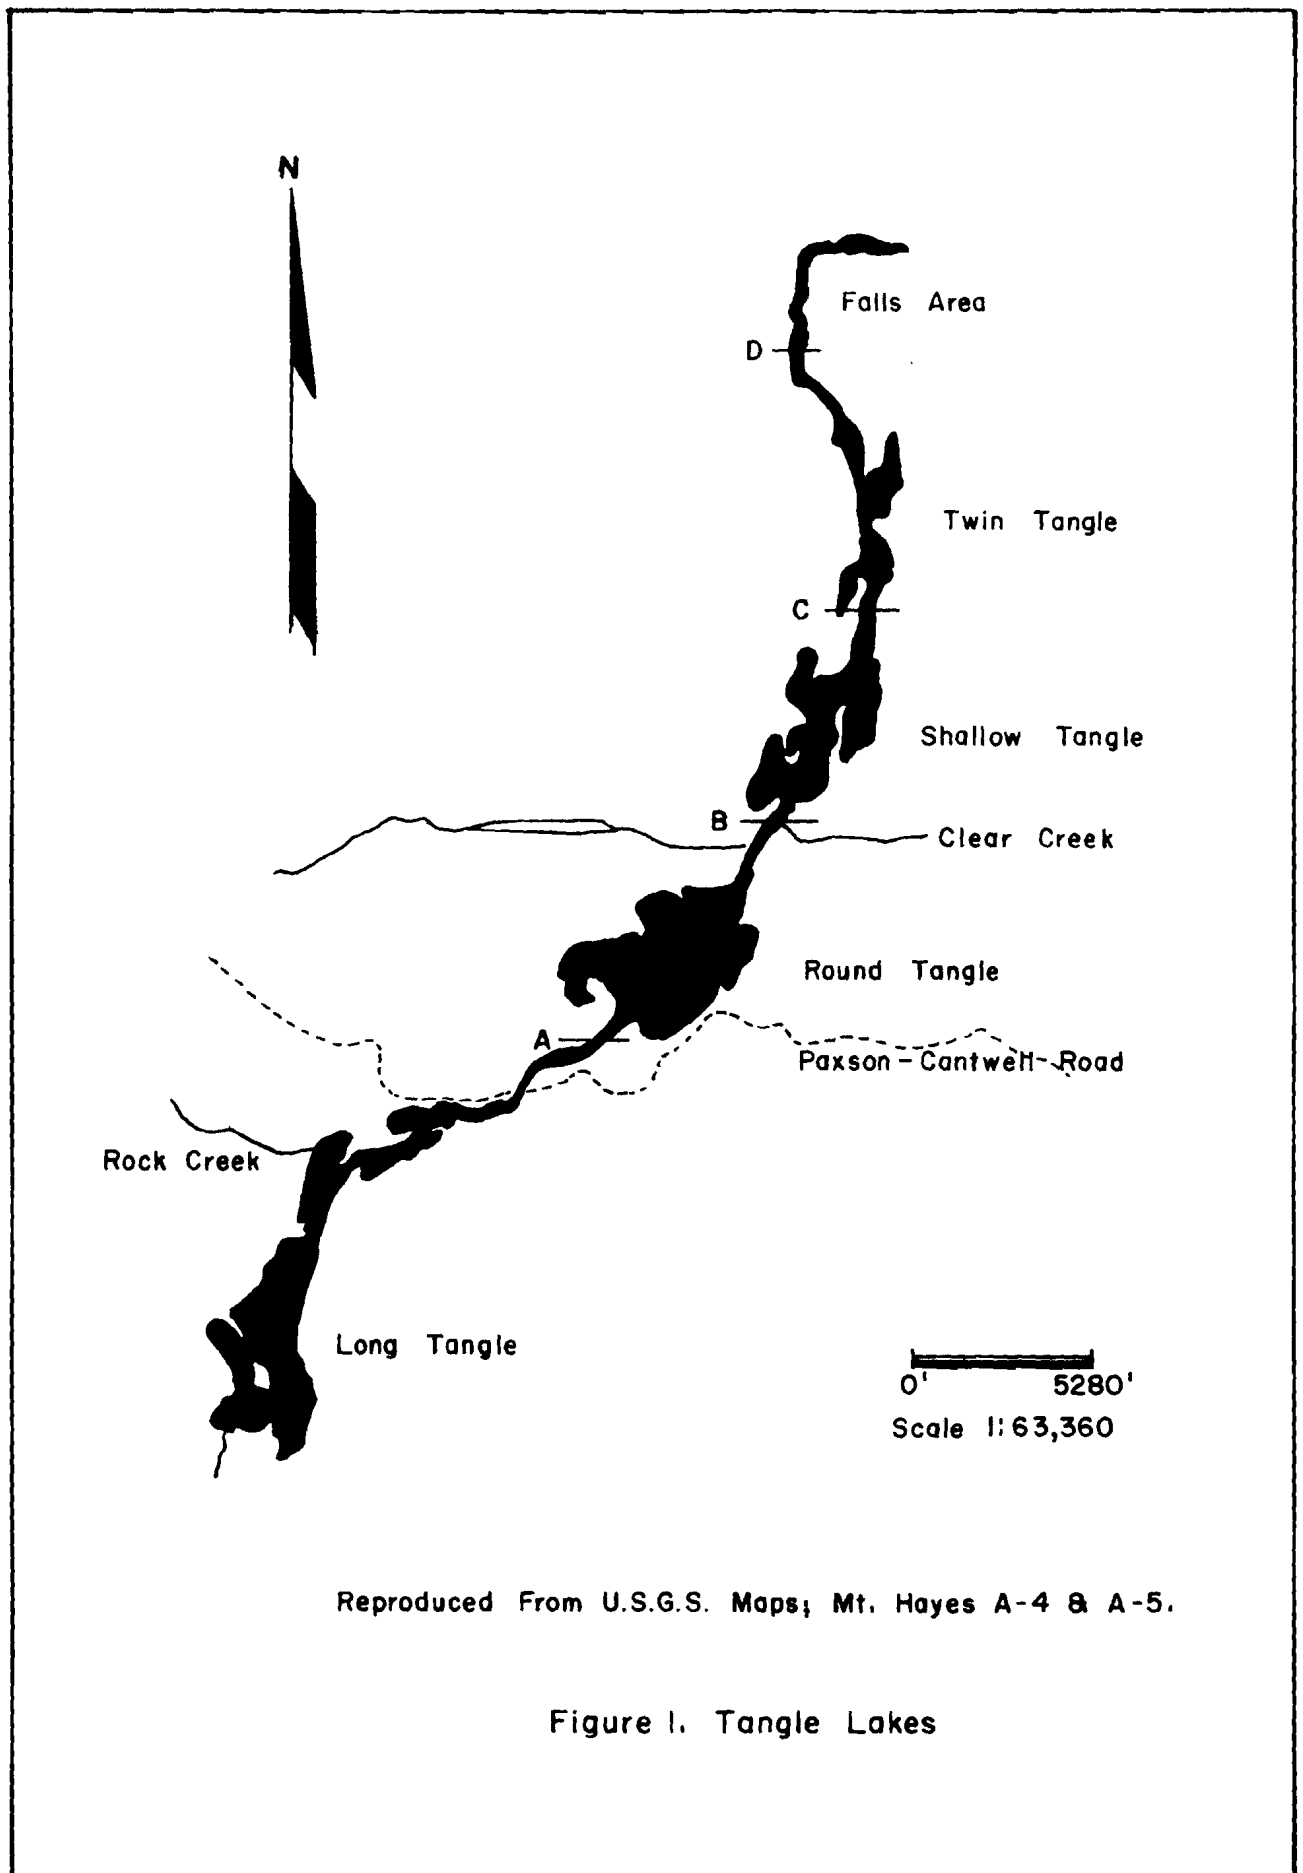 N
Falls Area
D
Twin Tangle
C
Shallow Tangle
B
Clear Creek
Round Tangle
A
Paxson-Cantwell-Road
Rock Creek
Long Tangle
0' 5280'
Scale 1:63,360
Reproduced From U.S.G.S. Maps; Mt. Hayes A-4 & A-5.
Figure 1. Tangle Lakes